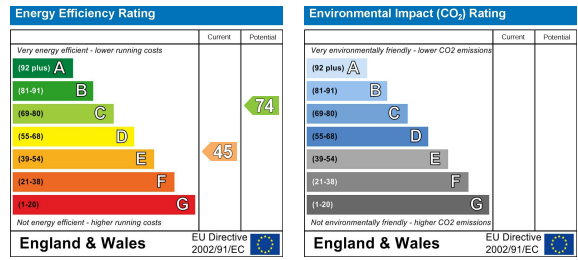 Energy Efficiency Rating
Current
Potential
Very energy efficient - lower running costs
(92 plus) A
(81-91) B
(69-80) C
(55-68) D
(39-54) E
(21-38) F
(1-20) G
45
74
Not energy efficient - higher running costs
England & Wales
EU Directive
2002/91/EC
Environmental Impact (CO2) Rating
Current
Potential
Very environmentally friendly - lower CO2 emissions
(92 plus) A
(81-91) B
(69-80) C
(55-68) D
(39-54) E
(21-38) F
(1-20) G
Not environmentally friendly - higher CO2 emissions
England & Wales
EU Directive
2002/91/EC